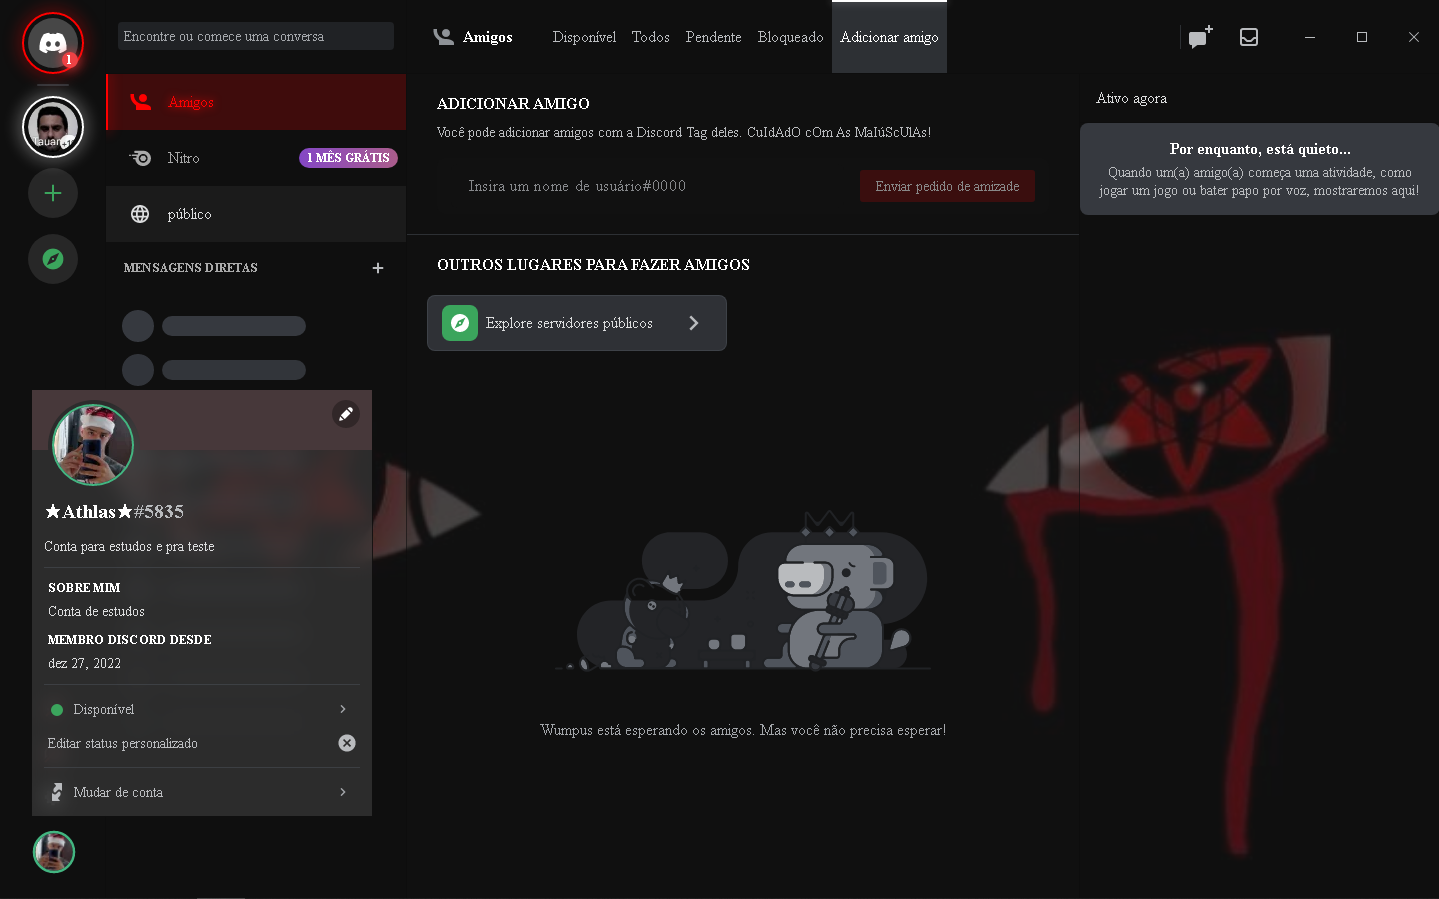 1
Tauan
Encontre ou comece uma conversa
Amigos
Nitro
1 MÊS GRÁTIS
público
MENSAGENS DIRETAS
Amigos
Disponível
Todos
Pendente
Bloqueado
Adicionar amigo
ADICIONAR AMIGO
Você pode adicionar amigos com a Discord Tag deles. CuIdAdO cOm As MaIúScUlAs!
Insira um nome de usuário#0000
Enviar pedido de amizade
OUTROS LUGARES PARA FAZER AMIGOS
Explore servidores públicos
Wumpus está esperando os amigos. Mas você não precisa esperar!
Ativo agora
Por enquanto, está quieto...
Quando um(a) amigo(a) começa uma atividade, como
jogar um jogo ou bater papo por voz, mostraremos aqui!
★Athlas★#5835
Conta para estudos e pra teste
SOBRE MIM
Conta de estudos
MEMBRO DISCORD DESDE
dez 27, 2022
Disponível
Editar status personalizado
Mudar de conta